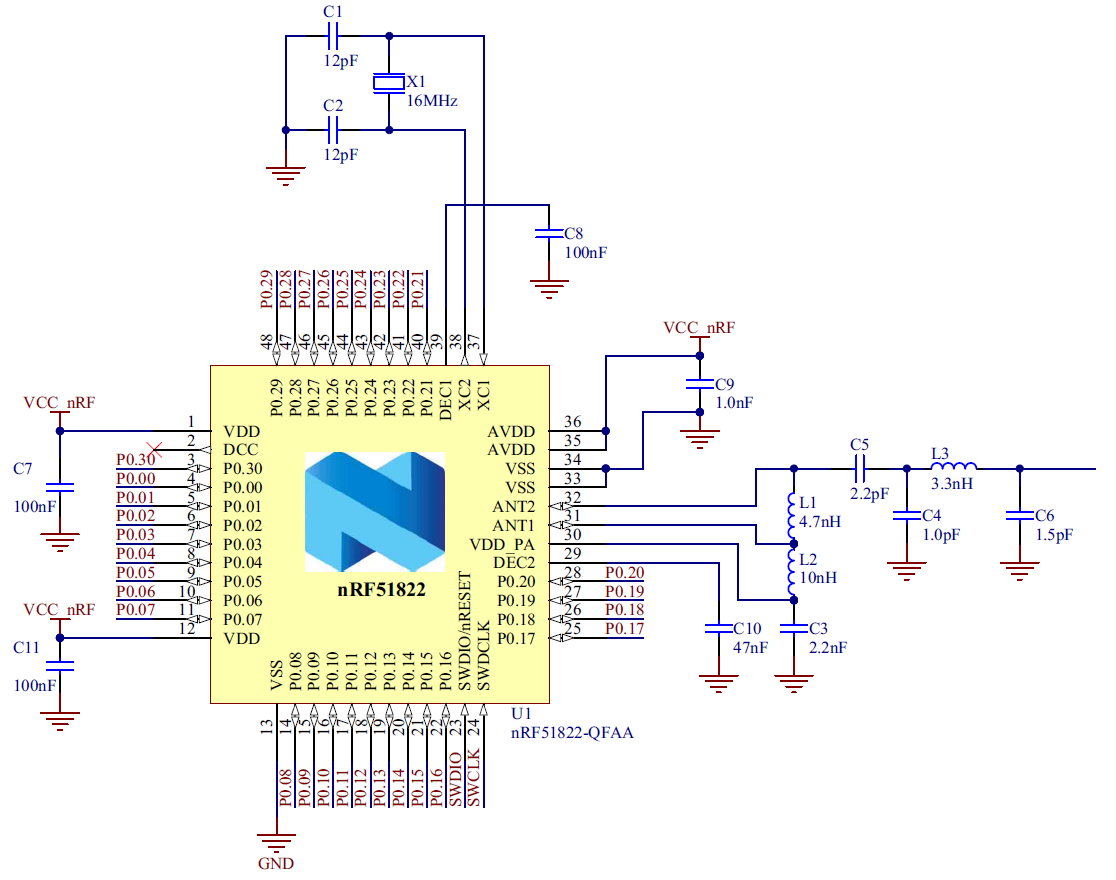 C1
12pF
X1
16MHz
C2
12pF
C8
100nF
P0.29
P0.28
P0.27
P0.26
P0.25
P0.24
P0.23
P0.22
P0.21
48
47
46
45
44
43
42
41
40
39
38
37
P0.29
P0.28
P0.27
P0.26
P0.25
P0.24
P0.23
P0.22
P0.21
DEC1
XC2
XC1
VCC_nRF
C9
1.0nF
VCC_nRF
C7
100nF
VCC_nRF
C11
100nF
P0.30
P0.00
P0.01
P0.02
P0.03
P0.04
P0.05
P0.06
P0.07
1
2
3
4
5
6
7
8
9
10
11
12
VDD
DCC
P0.30
P0.00
P0.01
P0.02
P0.03
P0.04
P0.05
P0.06
P0.07
VDD
nRF51822
AVDD
AVDD
VSS
VSS
ANT2
ANT1
VDD_PA
DEC2
P0.20
P0.19
P0.18
P0.17
36
35
34
33
32
31
30
29
28
27
26
25
P0.20
P0.19
P0.18
P0.17
C5
2.2pF
L3
3.3nH
L1
4.7nH
C4
1.0pF
C6
1.5pF
L2
10nH
C10
47nF
C3
2.2nF
VSS
P0.08
P0.09
P0.10
P0.11
P0.12
P0.13
P0.14
P0.15
P0.16
SWDIO/nRESET
SWDCLK
U1
nRF51822-QFAA
13
14
15
16
17
18
19
20
21
22
23
24
P0.08
P0.09
P0.10
P0.11
P0.12
P0.13
P0.14
P0.15
P0.16
SWDIO
SWCLK
GND